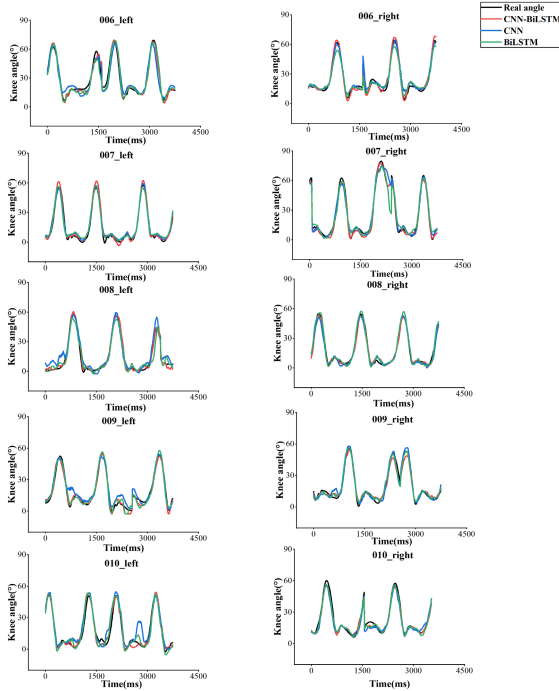 Real angle
CNN-BiLSTM
CNN
BiLSTM
006_left
Knee angle(°)
90
60
30
0
0 1500 3000 4500
Time(ms)
006_right
Knee angle(°)
90
60
30
0
0 1500 3000 4500
Time(ms)
007_left
Knee angle(°)
90
60
30
0
0 1500 3000 4500
Time(ms)
007_right
Knee angle(°)
90
60
30
0
0 1500 3000 4500
Time(ms)
008_left
Knee angle(°)
90
60
30
0
0 1500 3000 4500
Time(ms)
008_right
Knee angle(°)
90
60
30
0
0 1500 3000 4500
Time(ms)
009_left
Knee angle(°)
90
60
30
0
0 1500 3000 4500
Time(ms)
009_right
Knee angle(°)
90
60
30
0
0 1500 3000 4500
Time(ms)
010_left
Knee angle(°)
90
60
30
0
0 1500 3000 4500
Time(ms)
010_right
Knee angle(°)
90
60
30
0
0 1500 3000 4500
Time(ms)